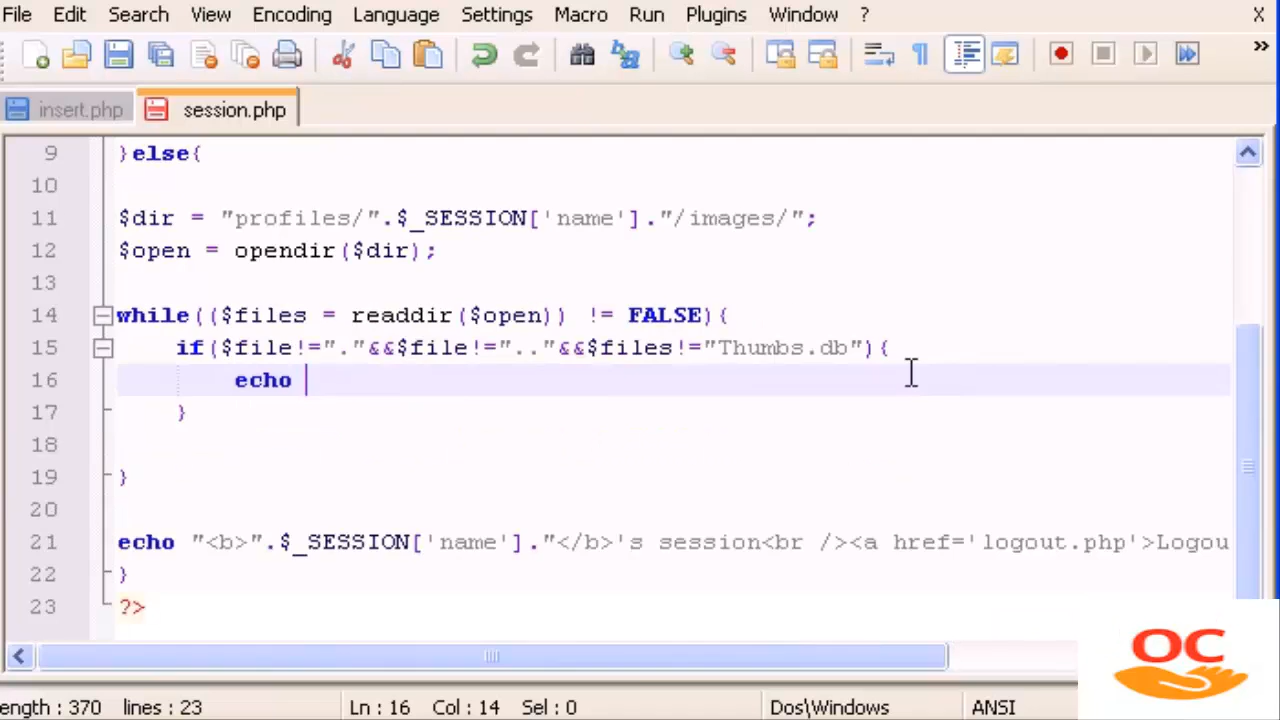 File Edit Search View Encoding Language Settings Macro Run Plugins Window ? X
»
insert.php session.php
9 }else{
10
11 $dir = "profiles/".$_SESSION['name']."/images/";
12 $open = opendir($dir);
13
14 while(($files = readdir($open)) != FALSE){
15 if($file!="."&&$file!=".."&&$files!="Thumbs.db"){
16 echo
17 }
18
19 }
20
21 echo "<b>".$_SESSION['name']."</b>'s session<br /><a href='logout.php'>Logou
22 }
23 ?>
OC
ength : 370 lines : 23 Ln : 16 Col : 14 Sel : 0 Dos\Windows ANSI